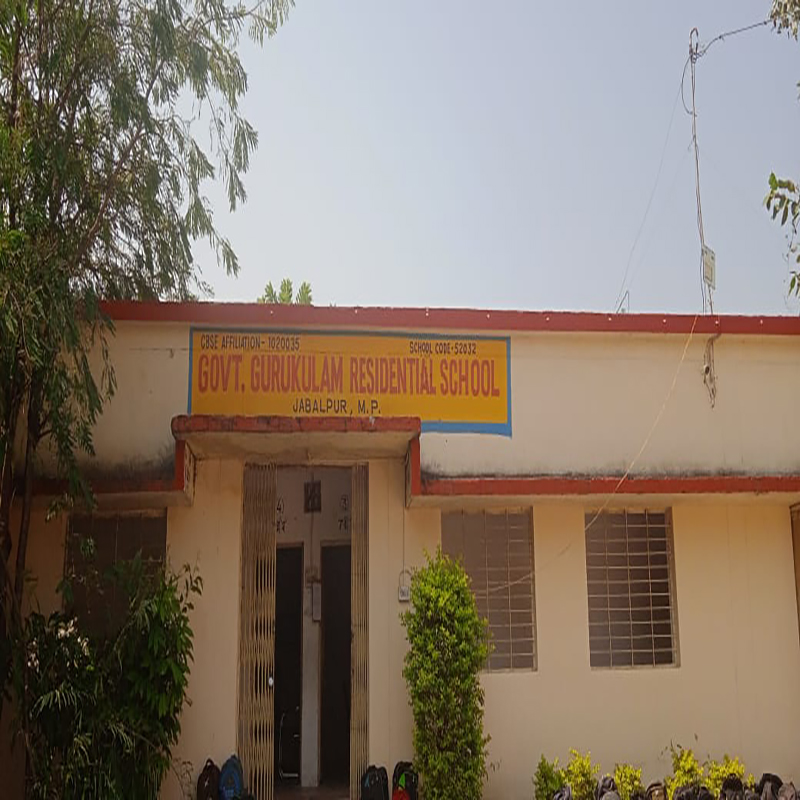 CBSE AFFILIATION- 1020035 SCHOOL CODE-52032
GOVT. GURUKULAM RESIDENTIAL SCHOOL
JABALPUR, M.P.